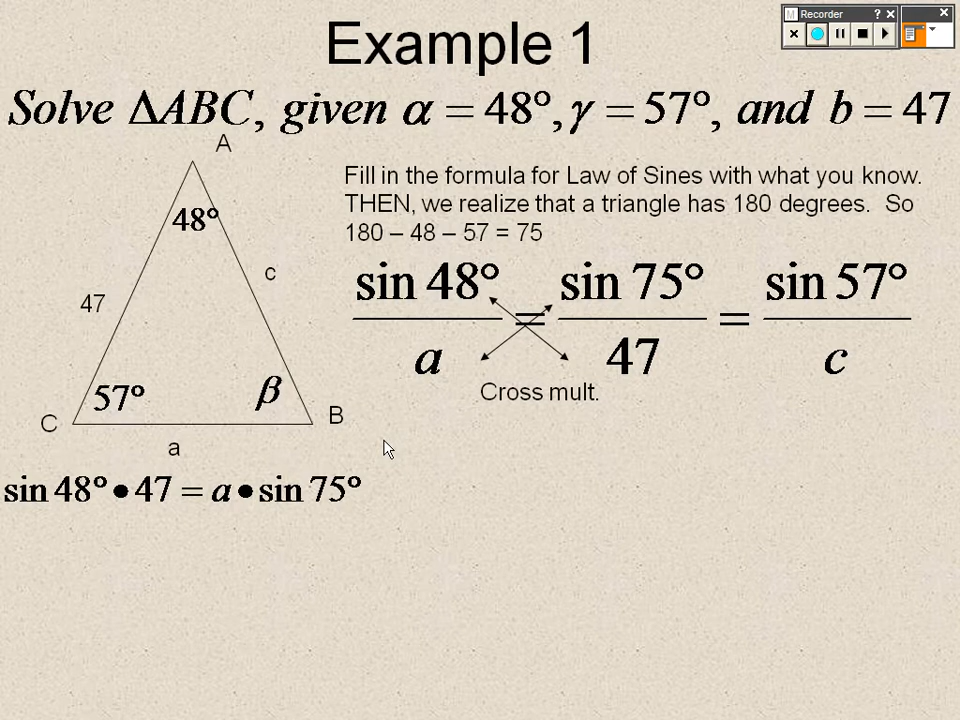 Example 1
Recorder
Solve ΔABC, given α = 48°, γ = 57°, and b = 47
A
48°
47
c
57°
β
C
B
a
Fill in the formula for Law of Sines with what you know.
THEN, we realize that a triangle has 180 degrees. So
180 – 48 – 57 = 75
sin 48° / a = sin 75° / 47 = sin 57° / c
Cross mult.
sin 48° • 47 = a • sin 75°